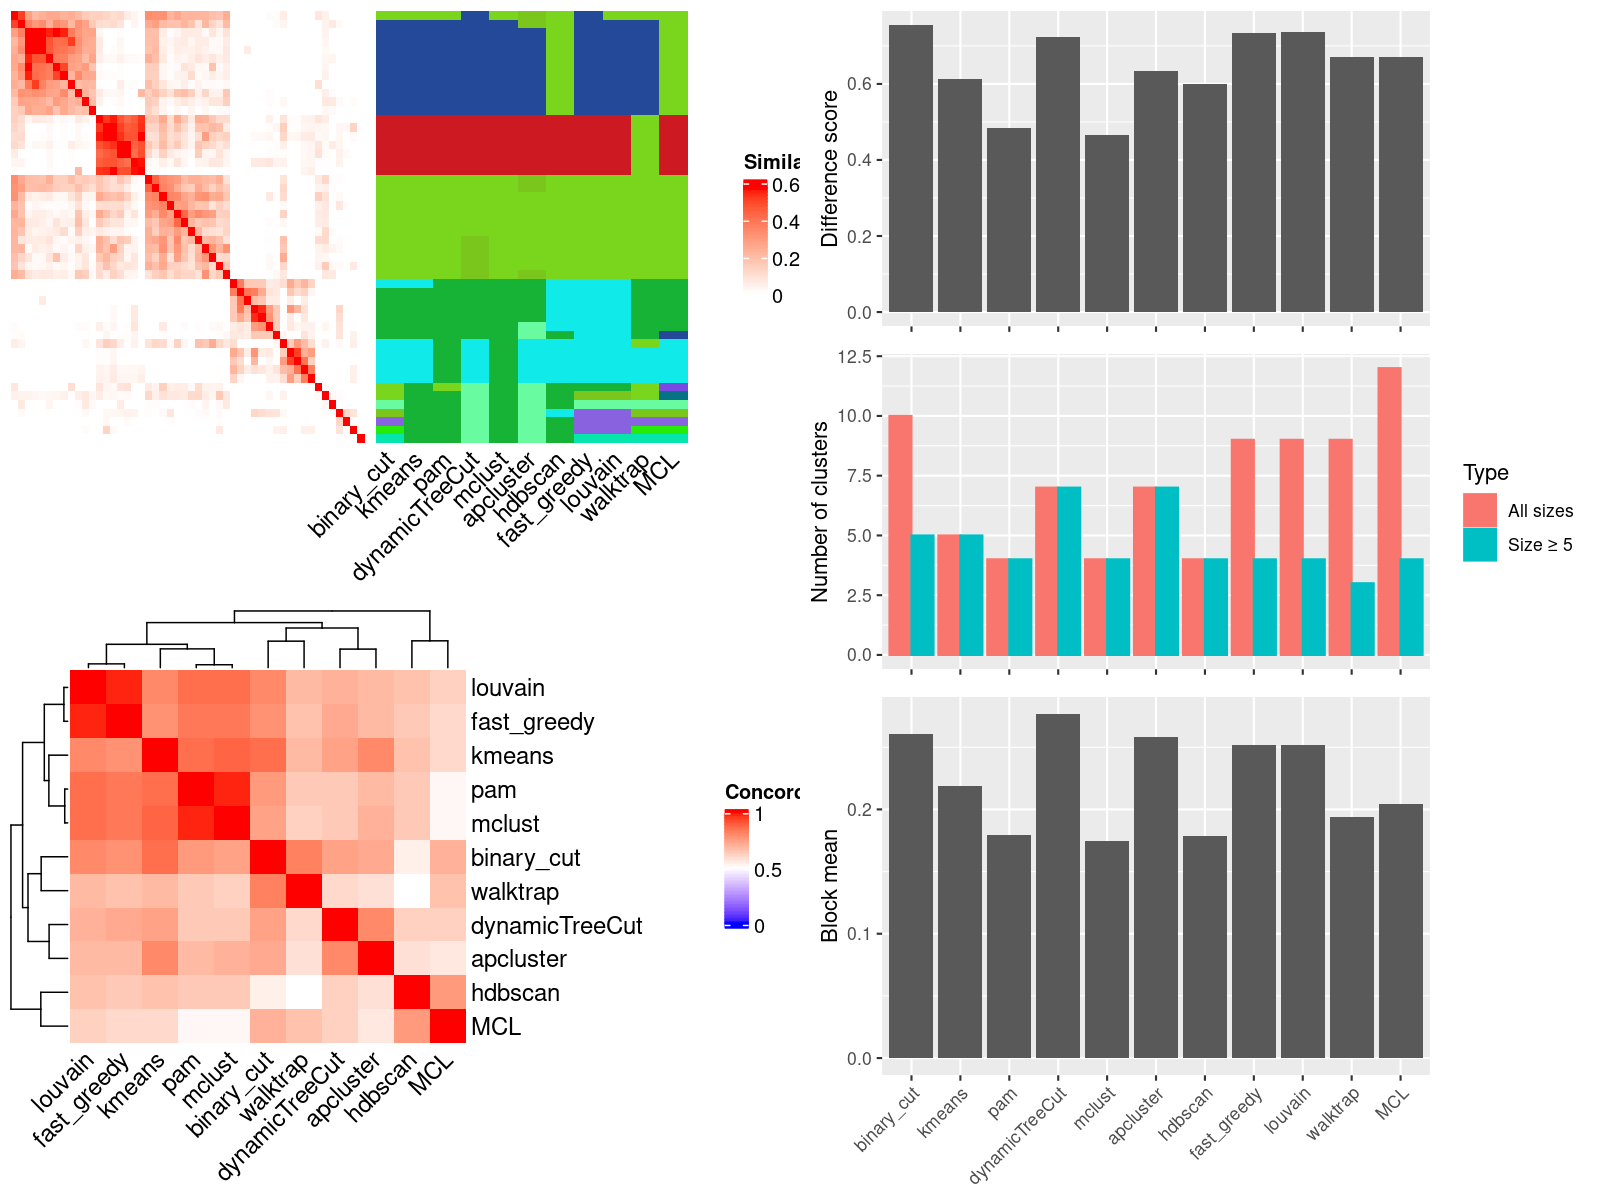 Simila
0.6
0.4
0.2
0
binary_cut
kmeans
pam
dynamicTreeCut
mclust
apcluster
hdbscan
fast_greedy
louvain
walktrap
MCL
louvain
fast_greedy
kmeans
pam
mclust
binary_cut
walktrap
dynamicTreeCut
apcluster
hdbscan
MCL
louvain
fast_greedy
kmeans
pam
mclust
binary_cut
walktrap
dynamicTreeCut
apcluster
hdbscan
MCL
Concord
1
0.5
0
Difference score
0.6
0.4
0.2
0.0
Number of clusters
12.5
10.0
7.5
5.0
2.5
0.0
Type
All sizes
Size ≥ 5
Block mean
0.2
0.1
0.0
binary_cut
kmeans
pam
dynamicTreeCut
mclust
apcluster
hdbscan
fast_greedy
louvain
walktrap
MCL